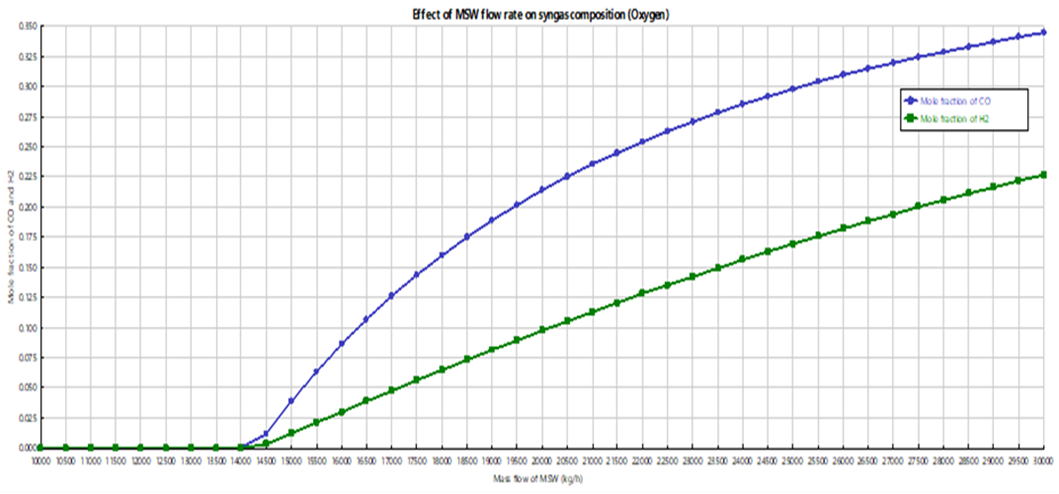 Effect of MSW flow rate on syngas composition (Oxygen)
0.350
0.325
0.300
0.275
0.250
0.225
0.200
0.175
0.150
0.125
0.100
0.075
0.050
0.025
0.000
Mole fraction of CO and H2
Mole fraction of CO
Mole fraction of H2
10000 10500 11000 11500 12000 12500 13000 13500 14000 14500 15000 15500 16000 16500 17000 17500 18000 18500 19000 19500 20000 20500 21000 21500 22000 22500 23000 23500 24000 24500 25000 25500 26000 26500 27000 27500 28000 28500 29000 29500 30000
Mass flow of MSW (kg/h)